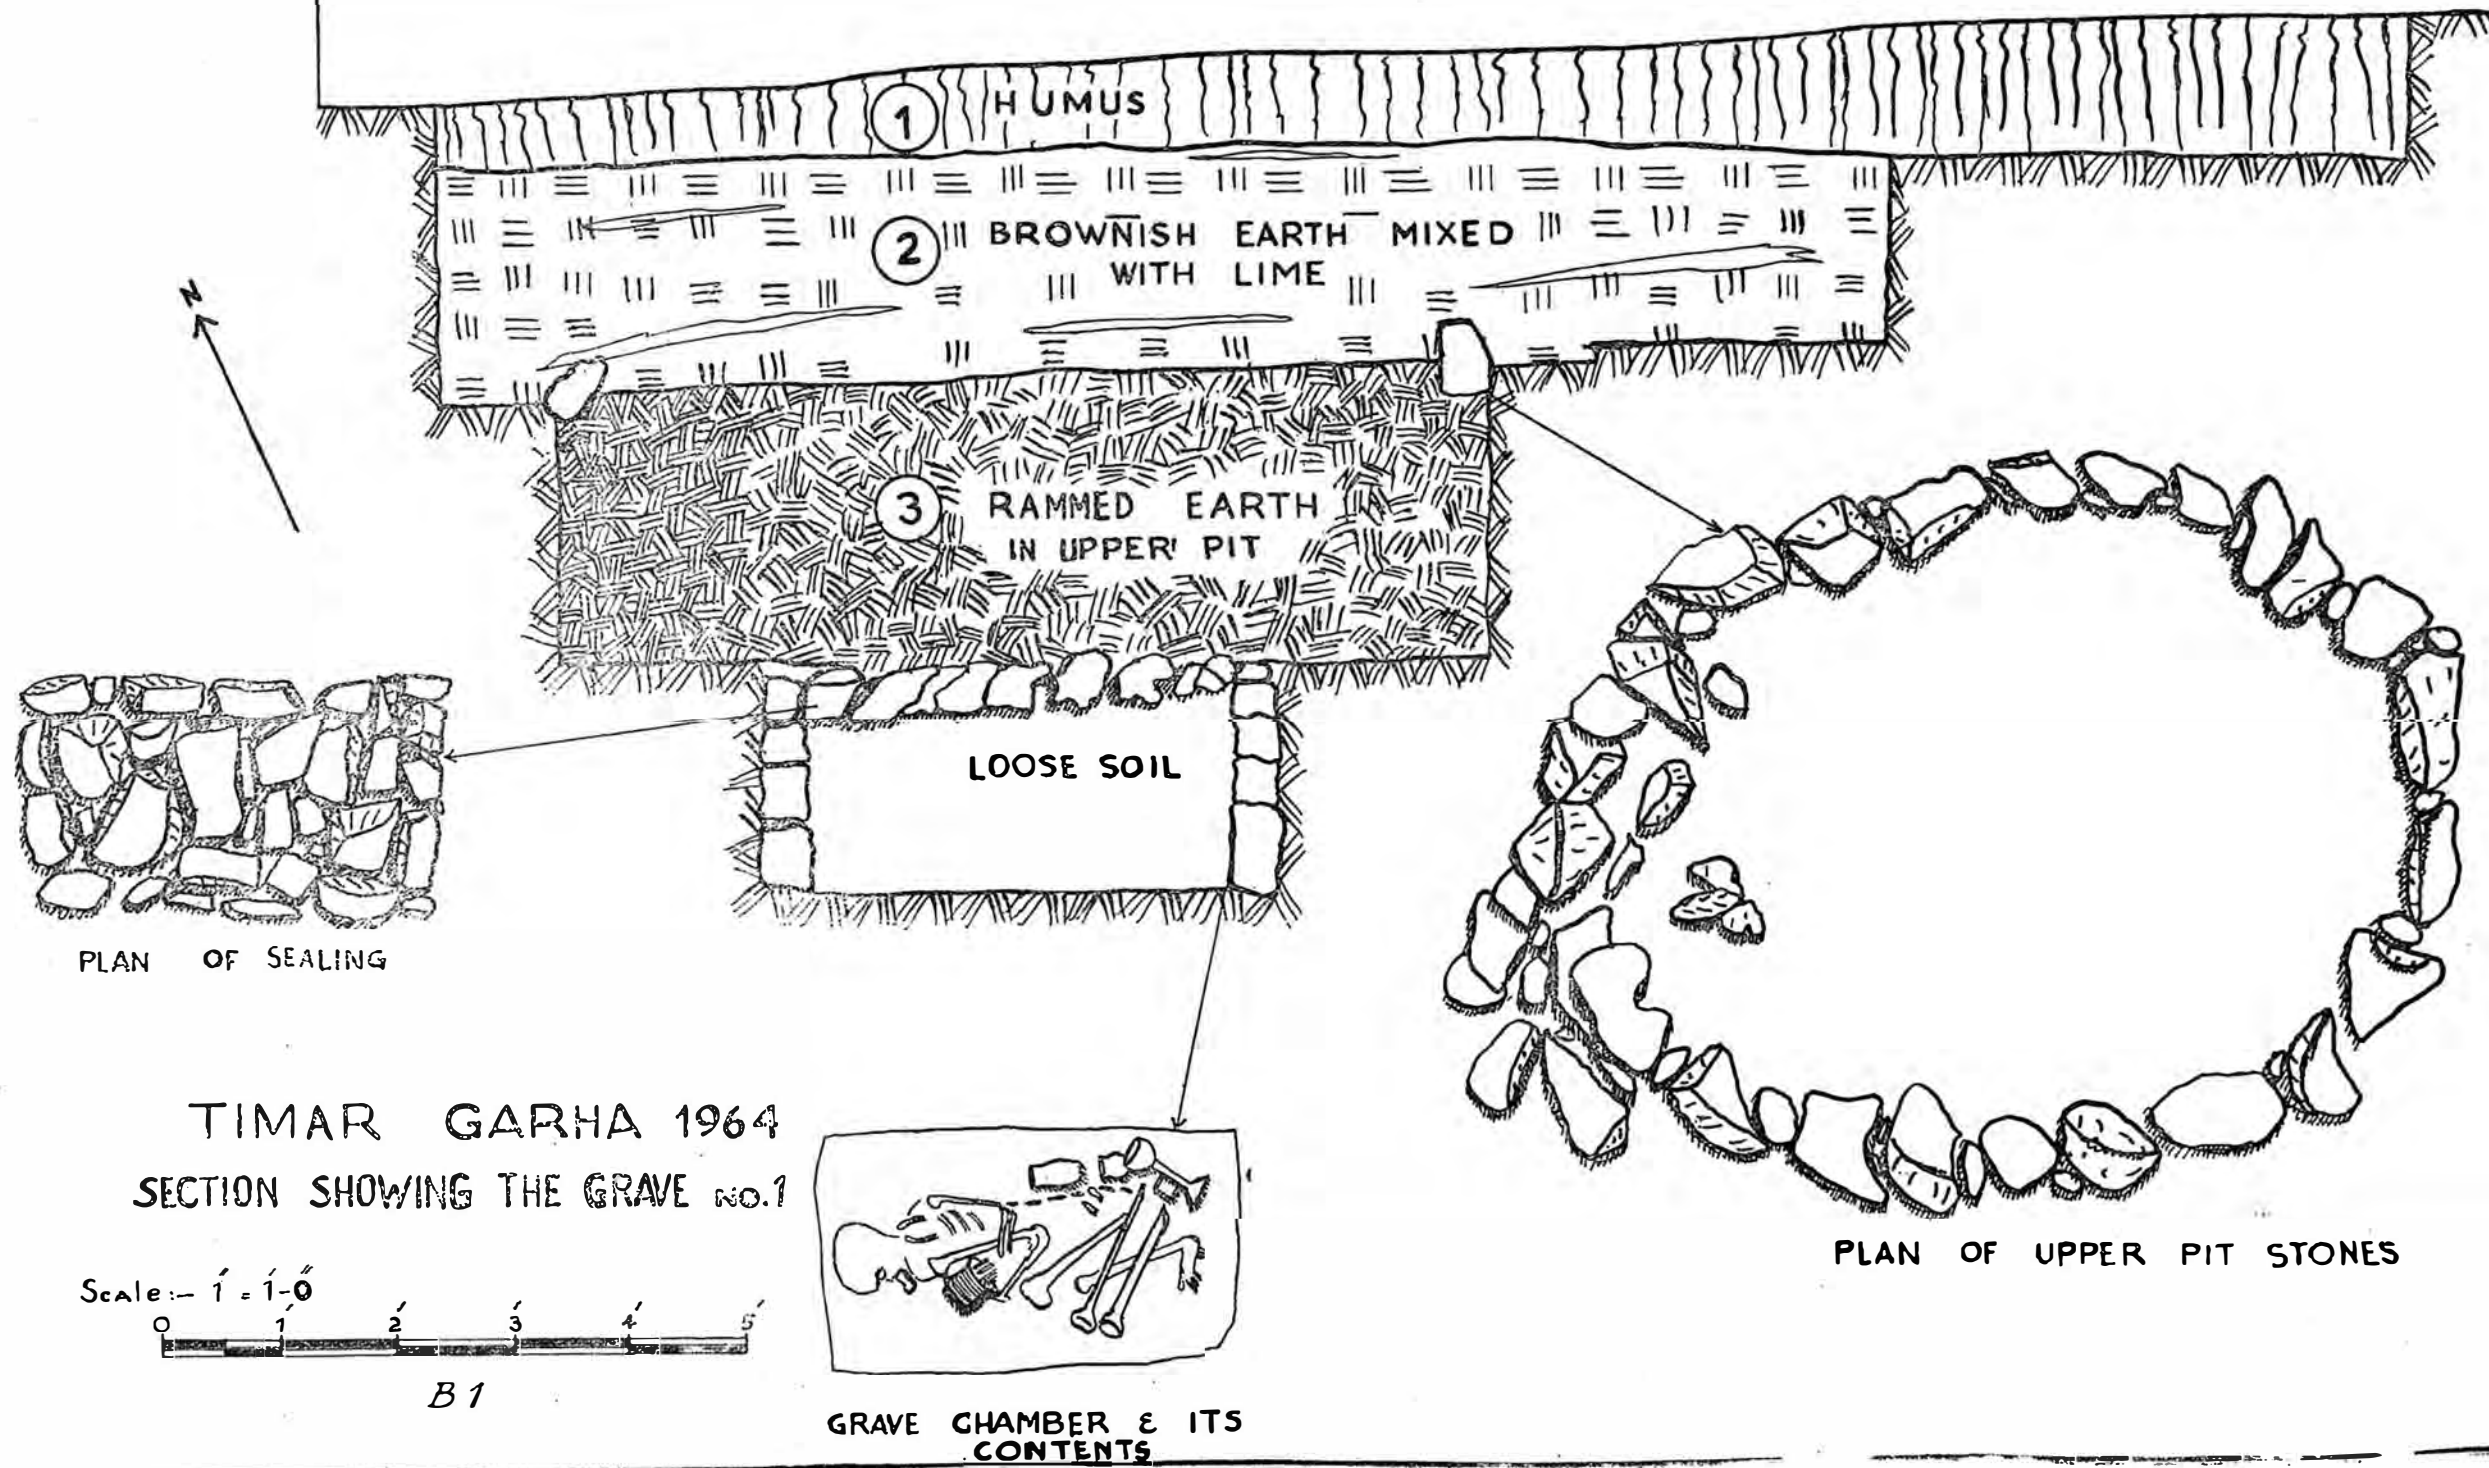 1 HUMUS
2 BROWNISH EARTH MIXED
WITH LIME
N
3 RAMMED EARTH
IN UPPER PIT
LOOSE SOIL
PLAN OF SEALING
TIMAR GARHA 1964
SECTION SHOWING THE GRAVE No.1
PLAN OF UPPER PIT STONES
Scale:– 1" = 1'-0"
0 1' 2' 3' 4' 5'
B1
GRAVE CHAMBER & ITS
CONTENTS